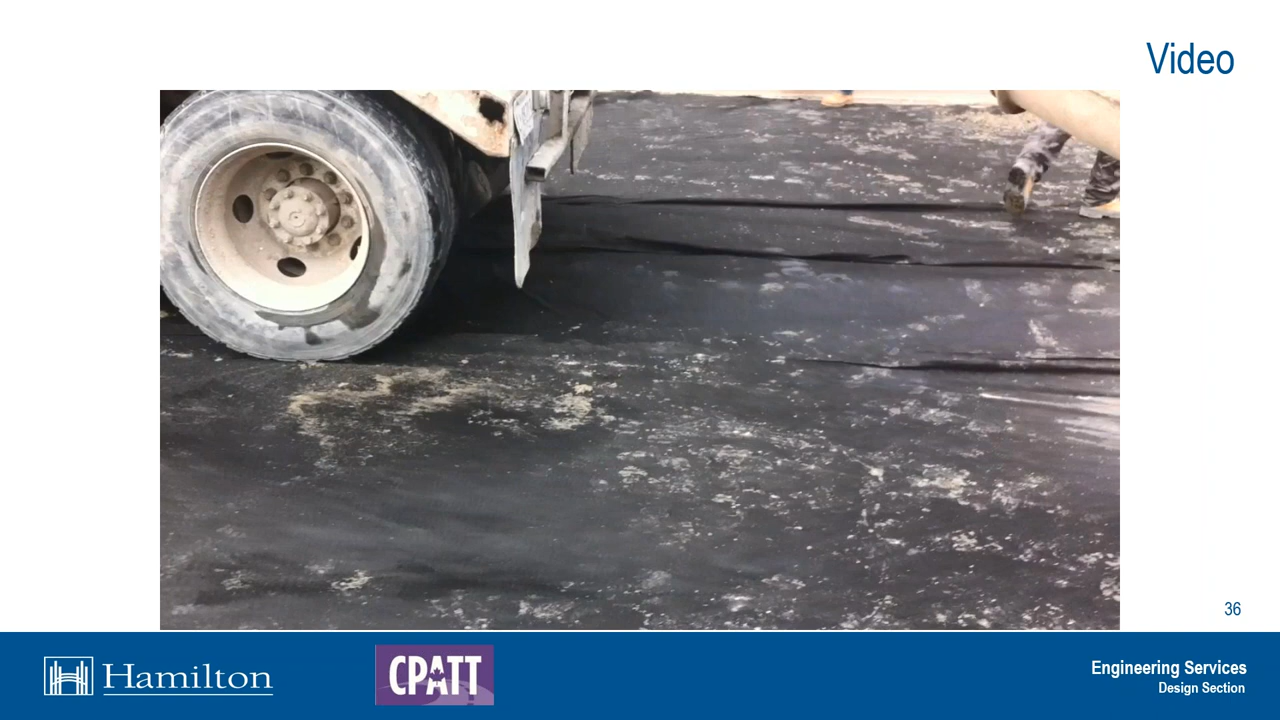 Video
36
Hamilton
CPATT
Engineering Services
Design Section